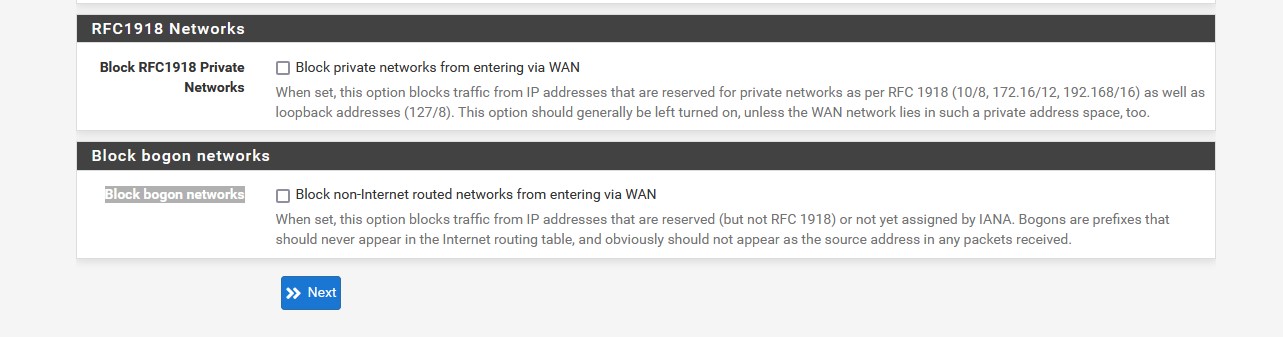 RFC1918 Networks
Block RFC1918 Private
Networks
Block private networks from entering via WAN
When set, this option blocks traffic from IP addresses that are reserved for private networks as per RFC 1918 (10/8, 172.16/12, 192.168/16) as well as
loopback addresses (127/8). This option should generally be left turned on, unless the WAN network lies in such a private address space, too.
Block bogon networks
Block bogon networks
Block non-Internet routed networks from entering via WAN
When set, this option blocks traffic from IP addresses that are reserved (but not RFC 1918) or not yet assigned by IANA. Bogons are prefixes that
should never appear in the Internet routing table, and obviously should not appear as the source address in any packets received.
Next